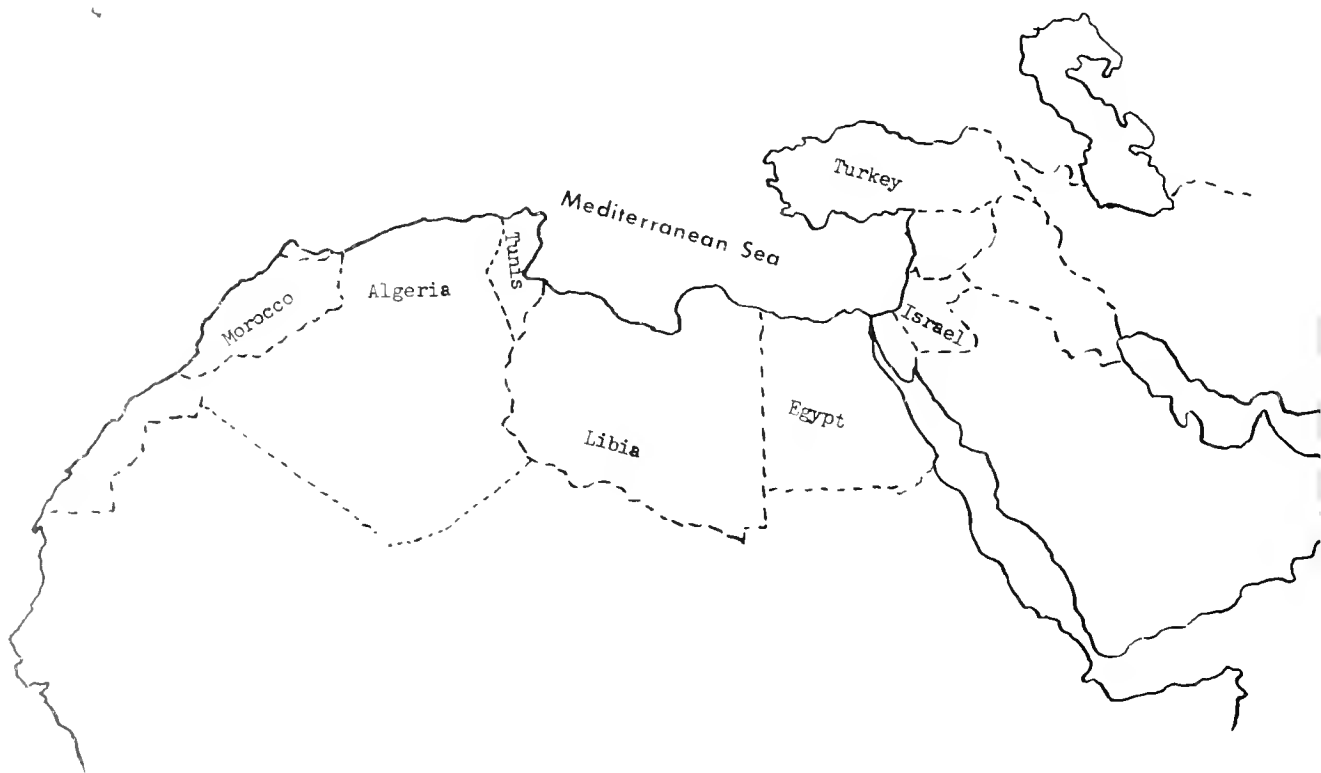 Turkey
Mediterranean Sea
Tunis
Algeria
Morocco
Israel
Egypt
Libia